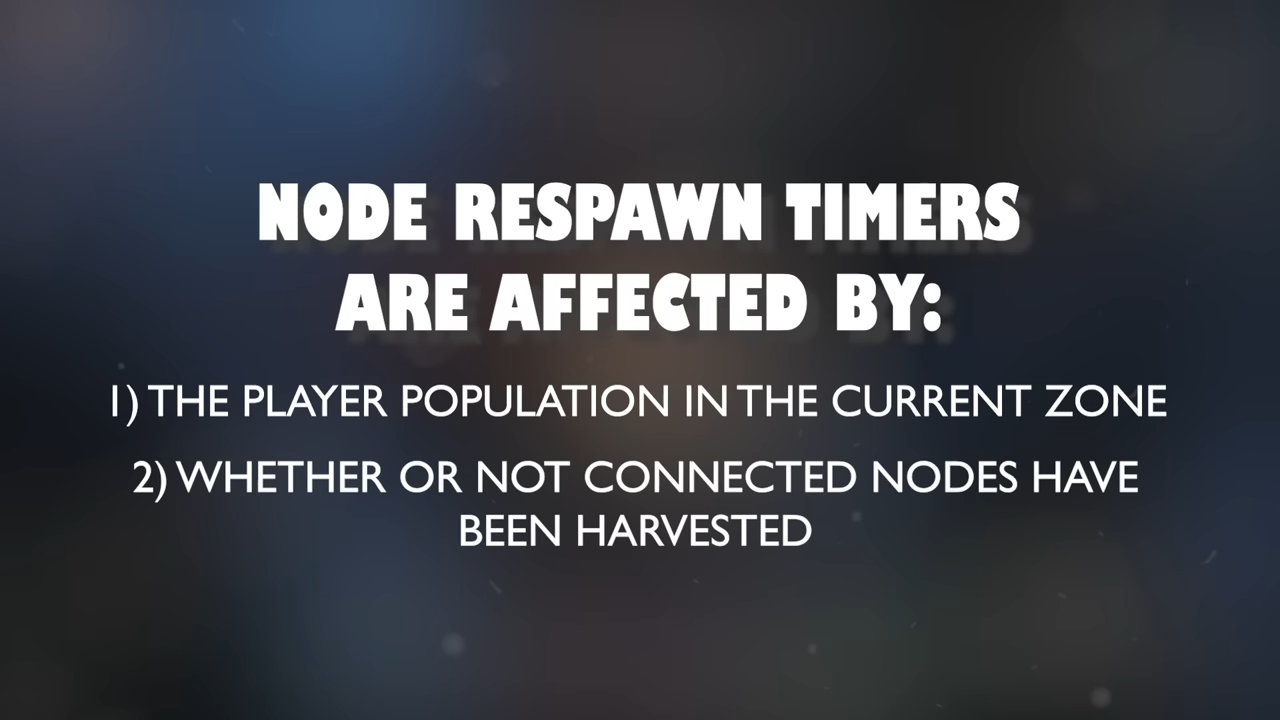 NODE RESPAWN TIMERS
ARE AFFECTED BY:
1) THE PLAYER POPULATION IN THE CURRENT ZONE
2) WHETHER OR NOT CONNECTED NODES HAVE
BEEN HARVESTED